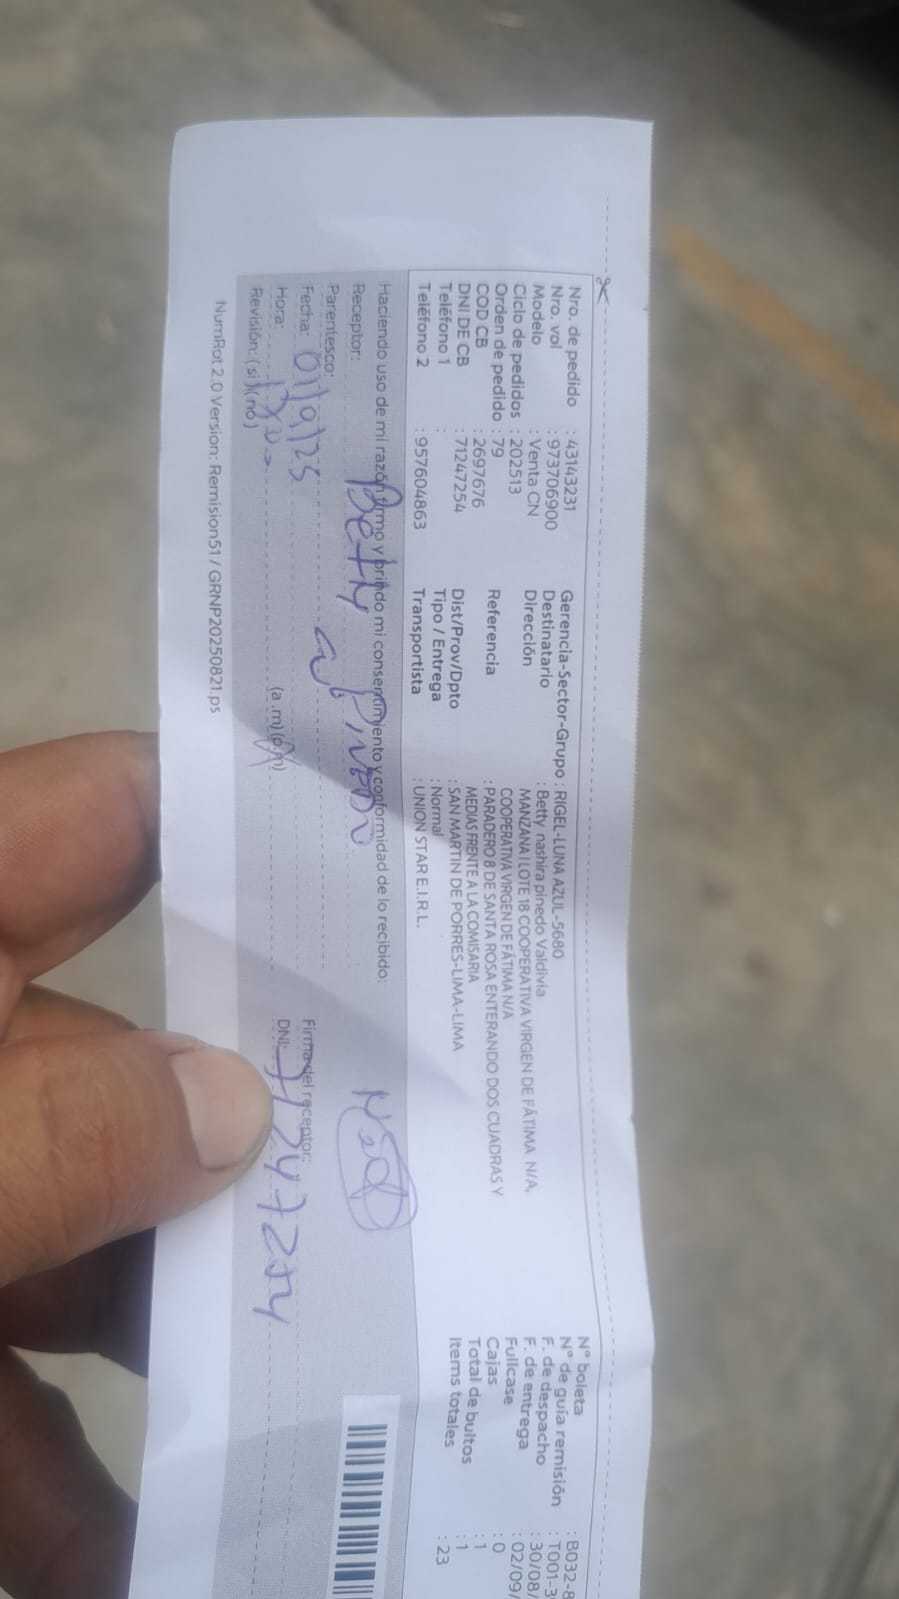 Nro. de pedido : 43143231
Nro. vol : 973706900
Modelo : Venta CN
Ciclo de pedidos : 202513
Orden de pedido : 79
COD CB : 2697676
DNI DE CB : 71247254
Teléfono 1 :
Teléfono 2 : 957604863
Gerencia-Sector-Grupo : RIGEL-LUNA AZUL-5680
Destinatario : Betty nashira pinedo Valdivia
Dirección : MANZANA I LOTE 18 COOPERATIVA VIRGEN DE FÁTIMA N/A,
COOPERATIVA VIRGEN DE FÁTIMA N/A
Referencia : PARADERO 8 DE SANTA ROSA ENTERANDO DOS CUADRAS Y
MEDIAS FRENTE A LA COMISARIA
Dist/Prov/Dpto : SAN MARTIN DE PORRES-LIMA-LIMA
Tipo / Entrega : Normal
Transportista : UNION STAR E.I.R.L.
N° boleta : B032-8
N° de guía remisión : T001-3
F. de despacho : 30/08/
F. de entrega : 02/09/
Fullcase : 0
Cajas : 1
Total de bultos : 1
Items totales : 23
Haciendo uso de mi razón firmo y brindo mi consentimiento y conformidad de lo recibido:
Receptor: Betty
Parentesco:
Fecha: 01/9/25
Hora: (a.m)(p.m)
Revisión: (si)(no)
Firma del receptor:
DNI: 71247254
NumRot 2.0 Version: Remision51 / GRNP20250821.ps